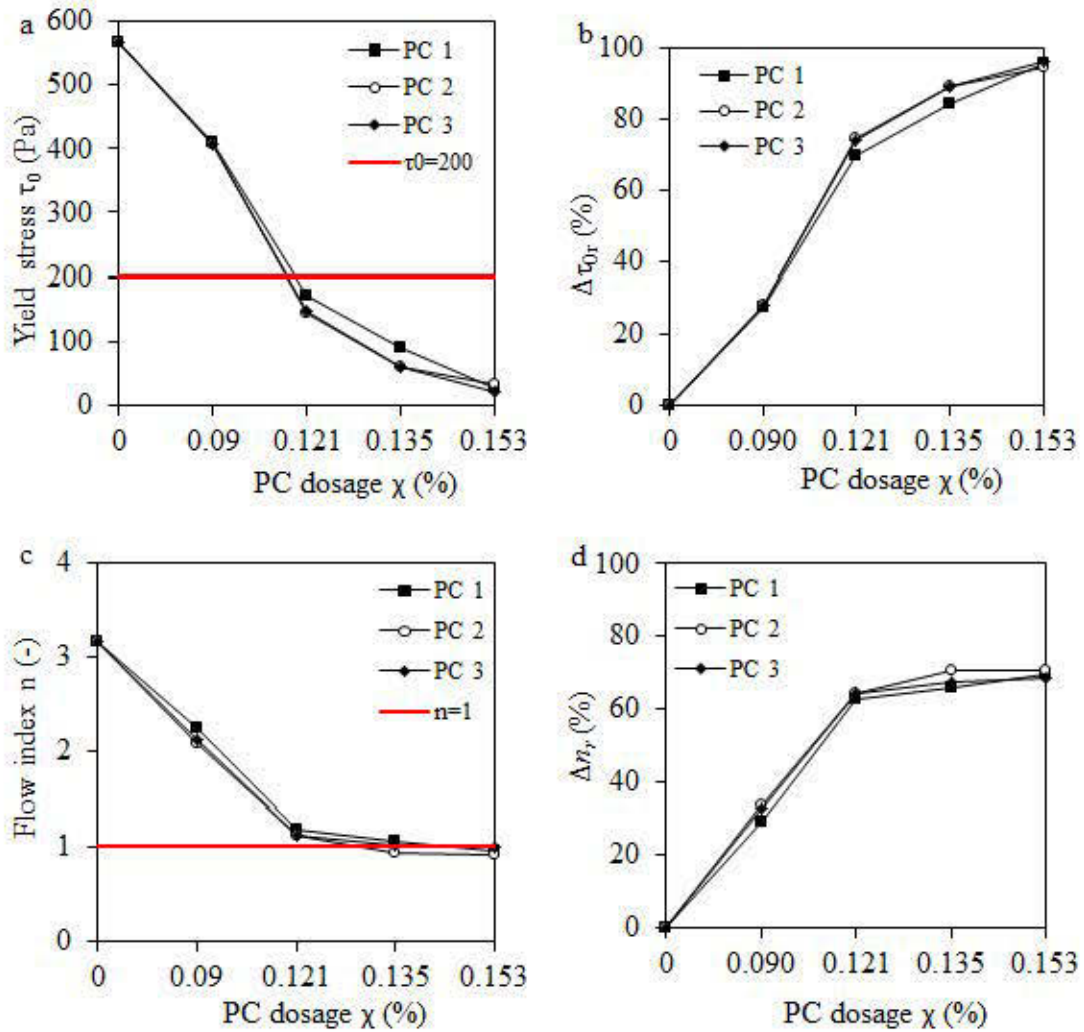 a
Yield stress τ0 (Pa)
600
500
400
300
200
100
0
PC 1
PC 2
PC 3
τ0=200
0 0.09 0.121 0.135 0.153
PC dosage χ (%)
b
Δτ0r (%)
100
80
60
40
20
0
PC 1
PC 2
PC 3
0 0.090 0.121 0.135 0.153
PC dosage χ (%)
c
Flow index n (-)
4
3
2
1
0
PC 1
PC 2
PC 3
n=1
0 0.09 0.121 0.135 0.153
PC dosage χ (%)
d
Δnr (%)
100
80
60
40
20
0
PC 1
PC 2
PC 3
0 0.090 0.121 0.135 0.153
PC dosage χ (%)